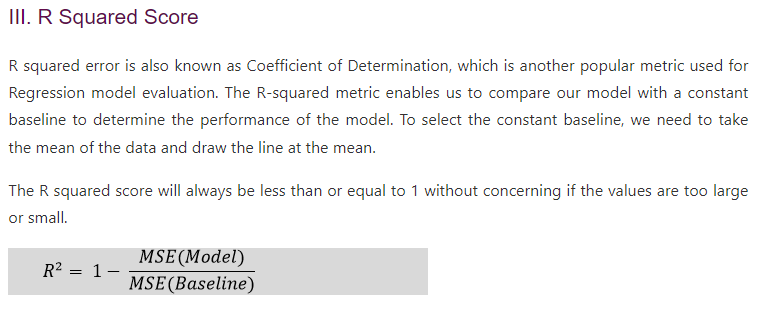 III. R Squared Score
R squared error is also known as Coefficient of Determination, which is another popular metric used for
Regression model evaluation. The R-squared metric enables us to compare our model with a constant
baseline to determine the performance of the model. To select the constant baseline, we need to take
the mean of the data and draw the line at the mean.
The R squared score will always be less than or equal to 1 without concerning if the values are too large
or small.
R² = 1 − MSE(Model) / MSE(Baseline)